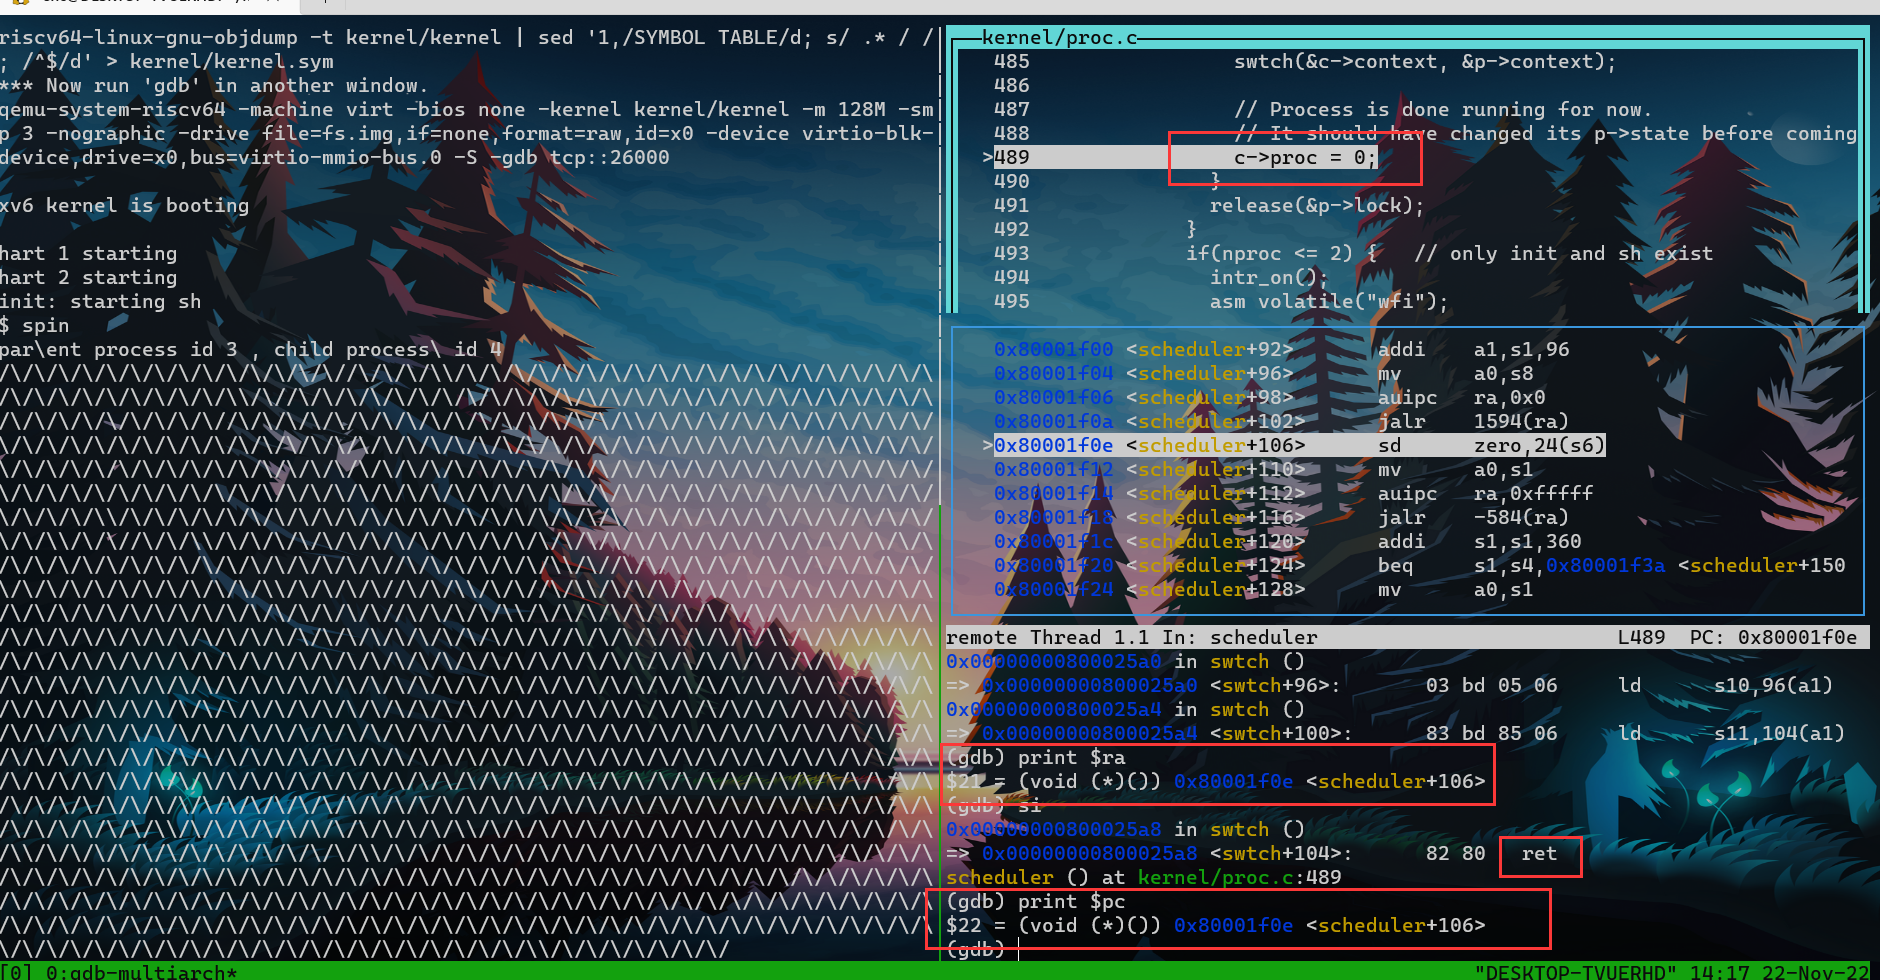 riscv64-linux-gnu-objdump -t kernel/kernel | sed '1,/SYMBOL TABLE/d; s/ .* / /
; /^$/d' > kernel/kernel.sym
*** Now run 'gdb' in another window.
qemu-system-riscv64 -machine virt -bios none -kernel kernel/kernel -m 128M -sm
p 3 -nographic -drive file=fs.img,if=none,format=raw,id=x0 -device virtio-blk-
device,drive=x0,bus=virtio-mmio-bus.0 -S -gdb tcp::26000
xv6 kernel is booting
hart 1 starting
hart 2 starting
init: starting sh
$ spin
par\ent process id 3 , child process\ id 4
kernel/proc.c
485 swtch(&c->context, &p->context);
486
487 // Process is done running for now.
488 // It should have changed its p->state before coming
>489 c->proc = 0;
490 }
491 release(&p->lock);
492 }
493 if(nproc <= 2) { // only init and sh exist
494 intr_on();
495 asm volatile("wfi");
0x80001f00 <scheduler+92> addi a1,s1,96
0x80001f04 <scheduler+96> mv a0,s8
0x80001f06 <scheduler+98> auipc ra,0x0
0x80001f0a <scheduler+102> jalr 1594(ra)
>0x80001f0e <scheduler+106> sd zero,24(s6)
0x80001f12 <scheduler+110> mv a0,s1
0x80001f14 <scheduler+112> auipc ra,0xfffff
0x80001f18 <scheduler+116> jalr -584(ra)
0x80001f1c <scheduler+120> addi s1,s1,360
0x80001f20 <scheduler+124> beq s1,s4,0x80001f3a <scheduler+150
0x80001f24 <scheduler+128> mv a0,s1
remote Thread 1.1 In: scheduler L489 PC: 0x80001f0e
0x00000000800025a0 in swtch ()
=> 0x00000000800025a0 <swtch+96>: 03 bd 05 06 ld s10,96(a1)
0x00000000800025a4 in swtch ()
=> 0x00000000800025a4 <swtch+100>: 83 bd 85 06 ld s11,104(a1)
(gdb) print $ra
$21 = (void (*)()) 0x80001f0e <scheduler+106>
(gdb) si
0x00000000800025a8 in swtch ()
=> 0x00000000800025a8 <swtch+104>: 82 80 ret
scheduler () at kernel/proc.c:489
(gdb) print $pc
$22 = (void (*)()) 0x80001f0e <scheduler+106>
(gdb)
[0] 0:gdb-multiarch* "DESKTOP-TVUERHD" 14:17 22-Nov-22